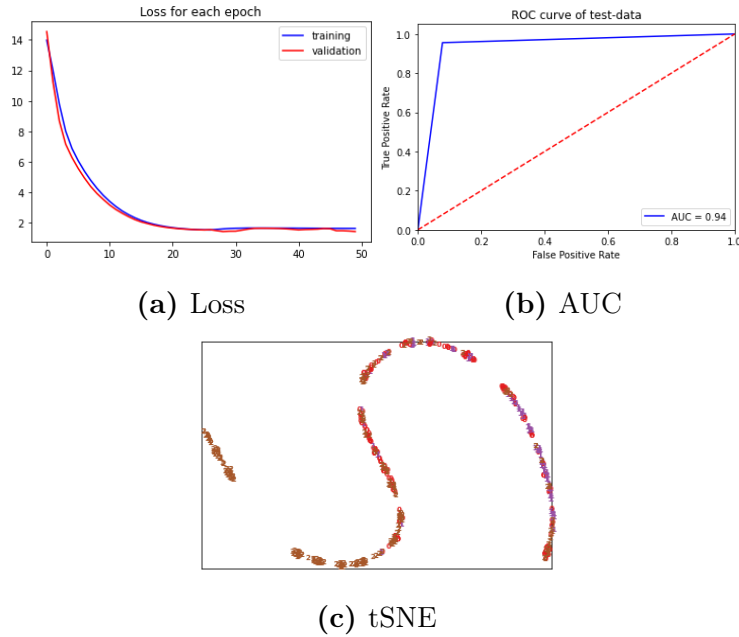 Loss for each epoch
training
validation
14
12
10
8
6
4
2
0
10
20
30
40
50
(a) Loss
ROC curve of test-data
True Positive Rate
1.0
0.8
0.6
0.4
0.2
0.0
0.0
0.2
0.4
0.6
0.8
1.0
False Positive Rate
AUC = 0.94
(b) AUC
(c) tSNE